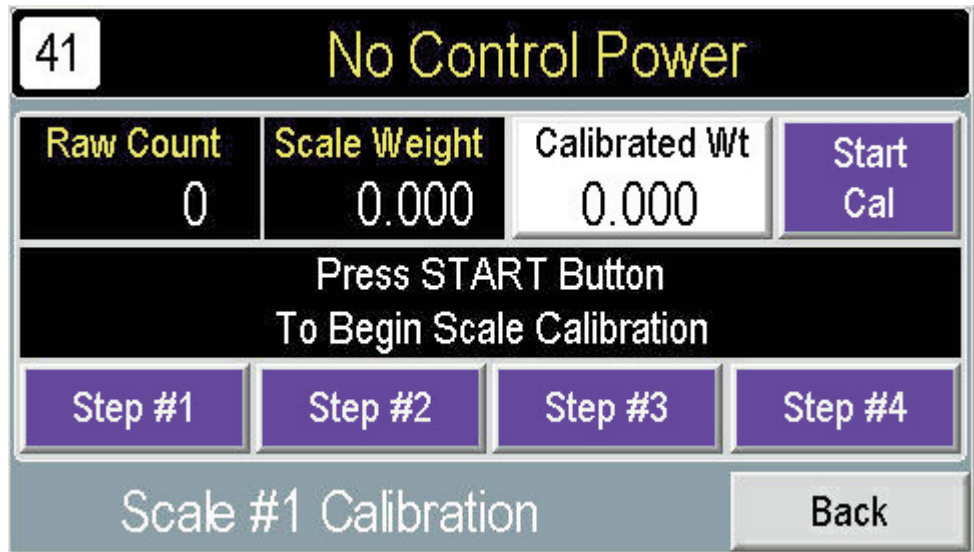 41
No Control Power
Raw Count
0
Scale Weight
0.000
Calibrated Wt
0.000
Start
Cal
Press START Button
To Begin Scale Calibration
Step #1
Step #2
Step #3
Step #4
Scale #1 Calibration
Back